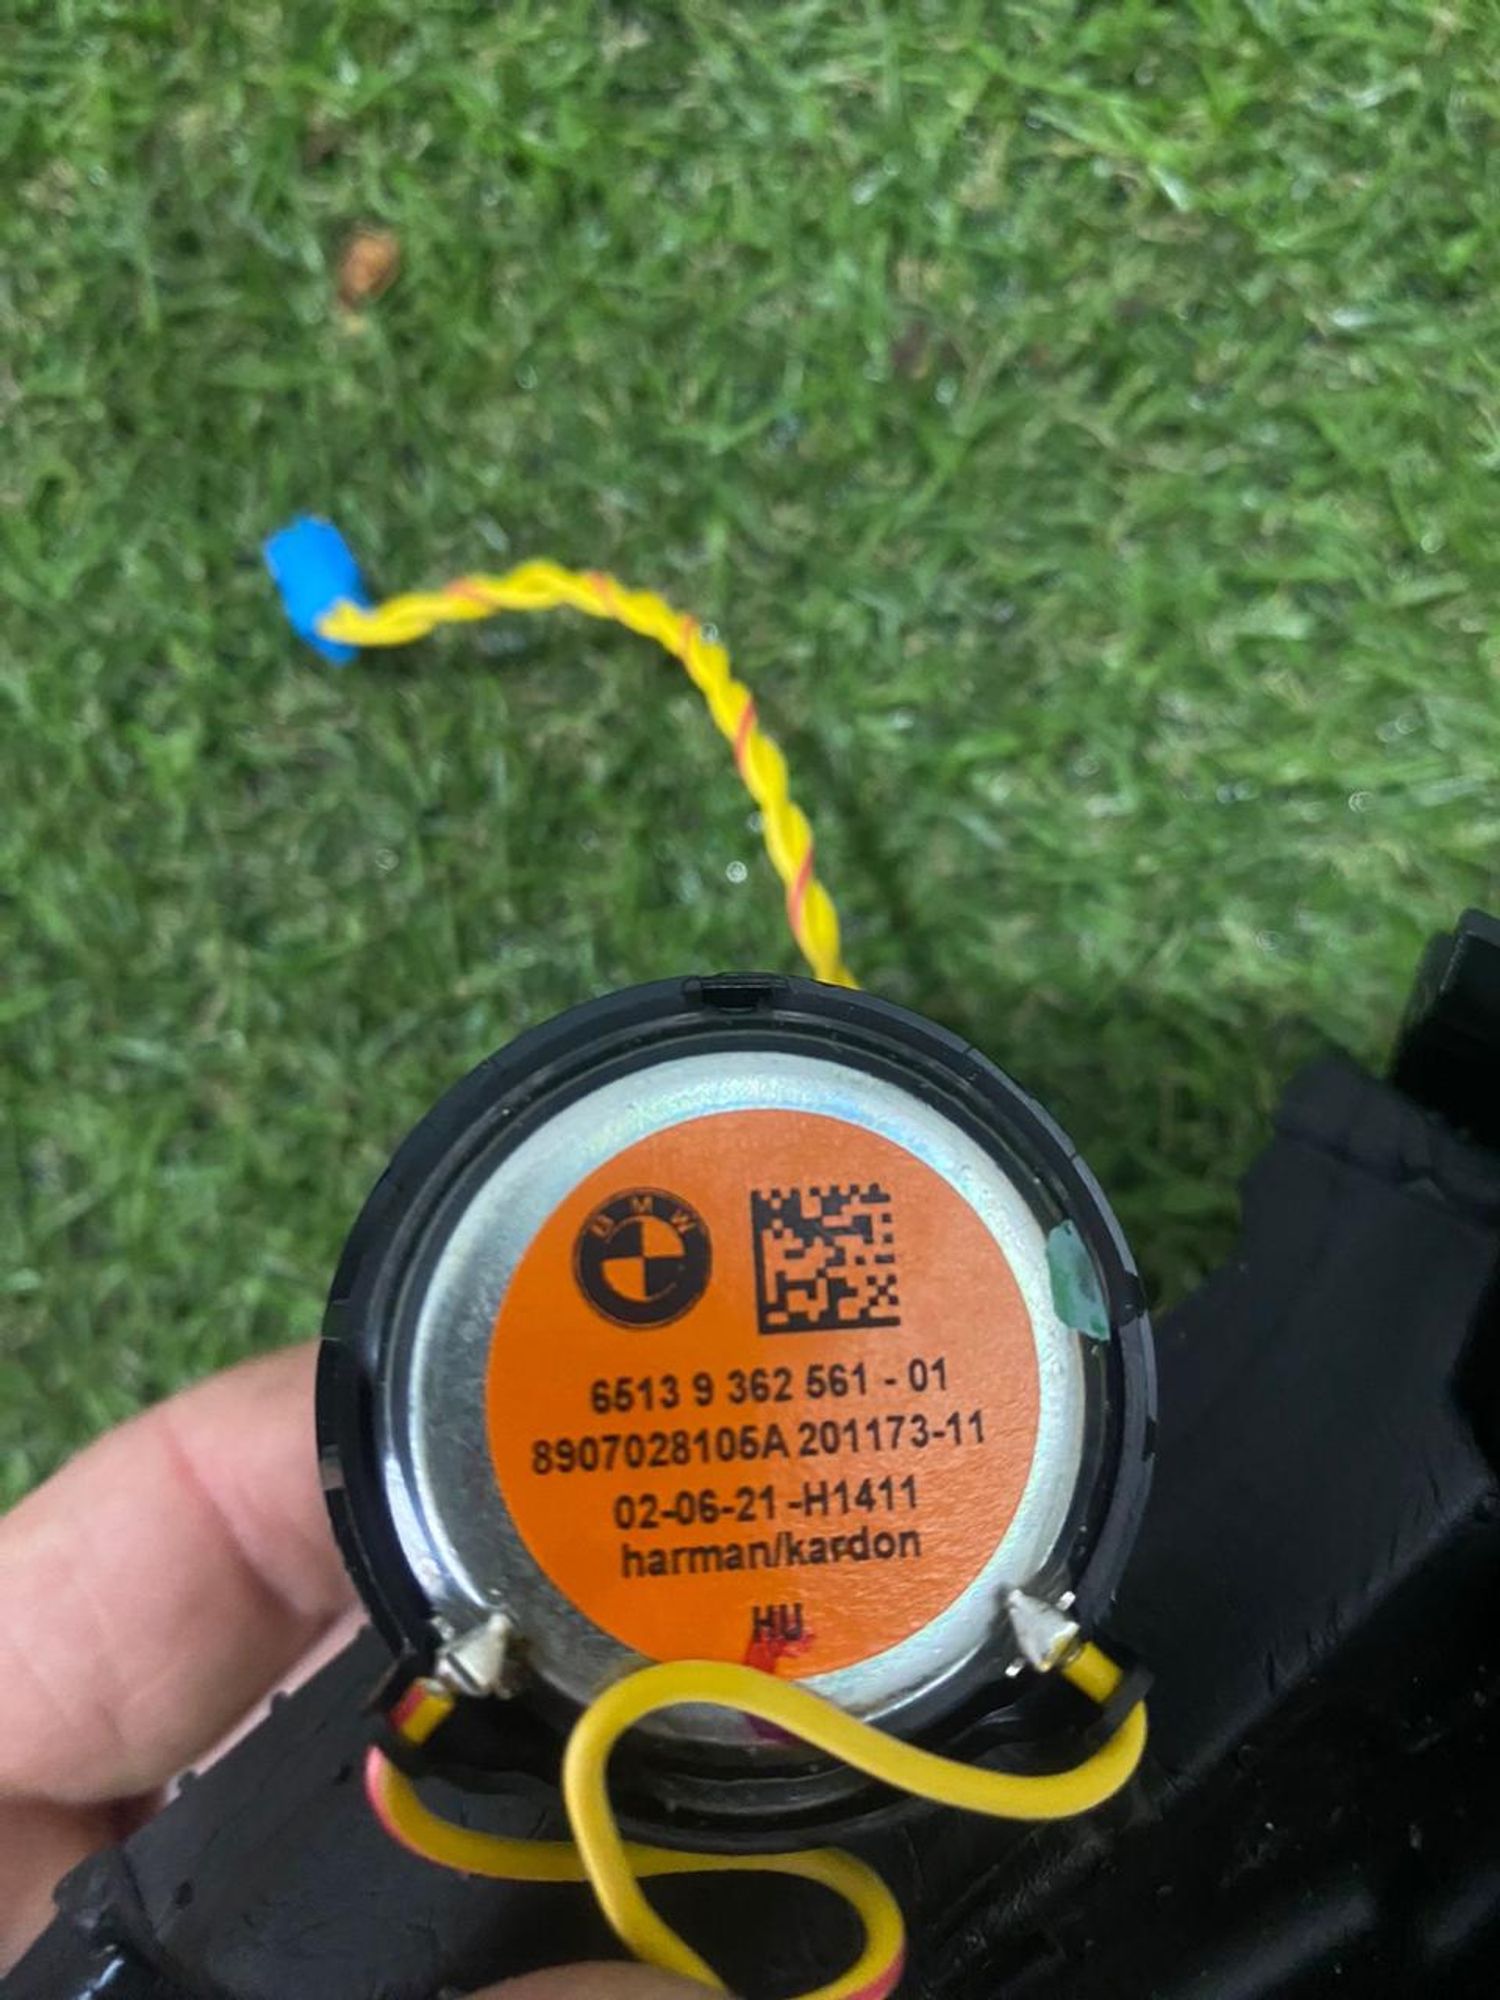 BMW
6513 9 362 561 - 01
8907028105A 201173-11
02-06-21 -H1411
harman/kardon
HU